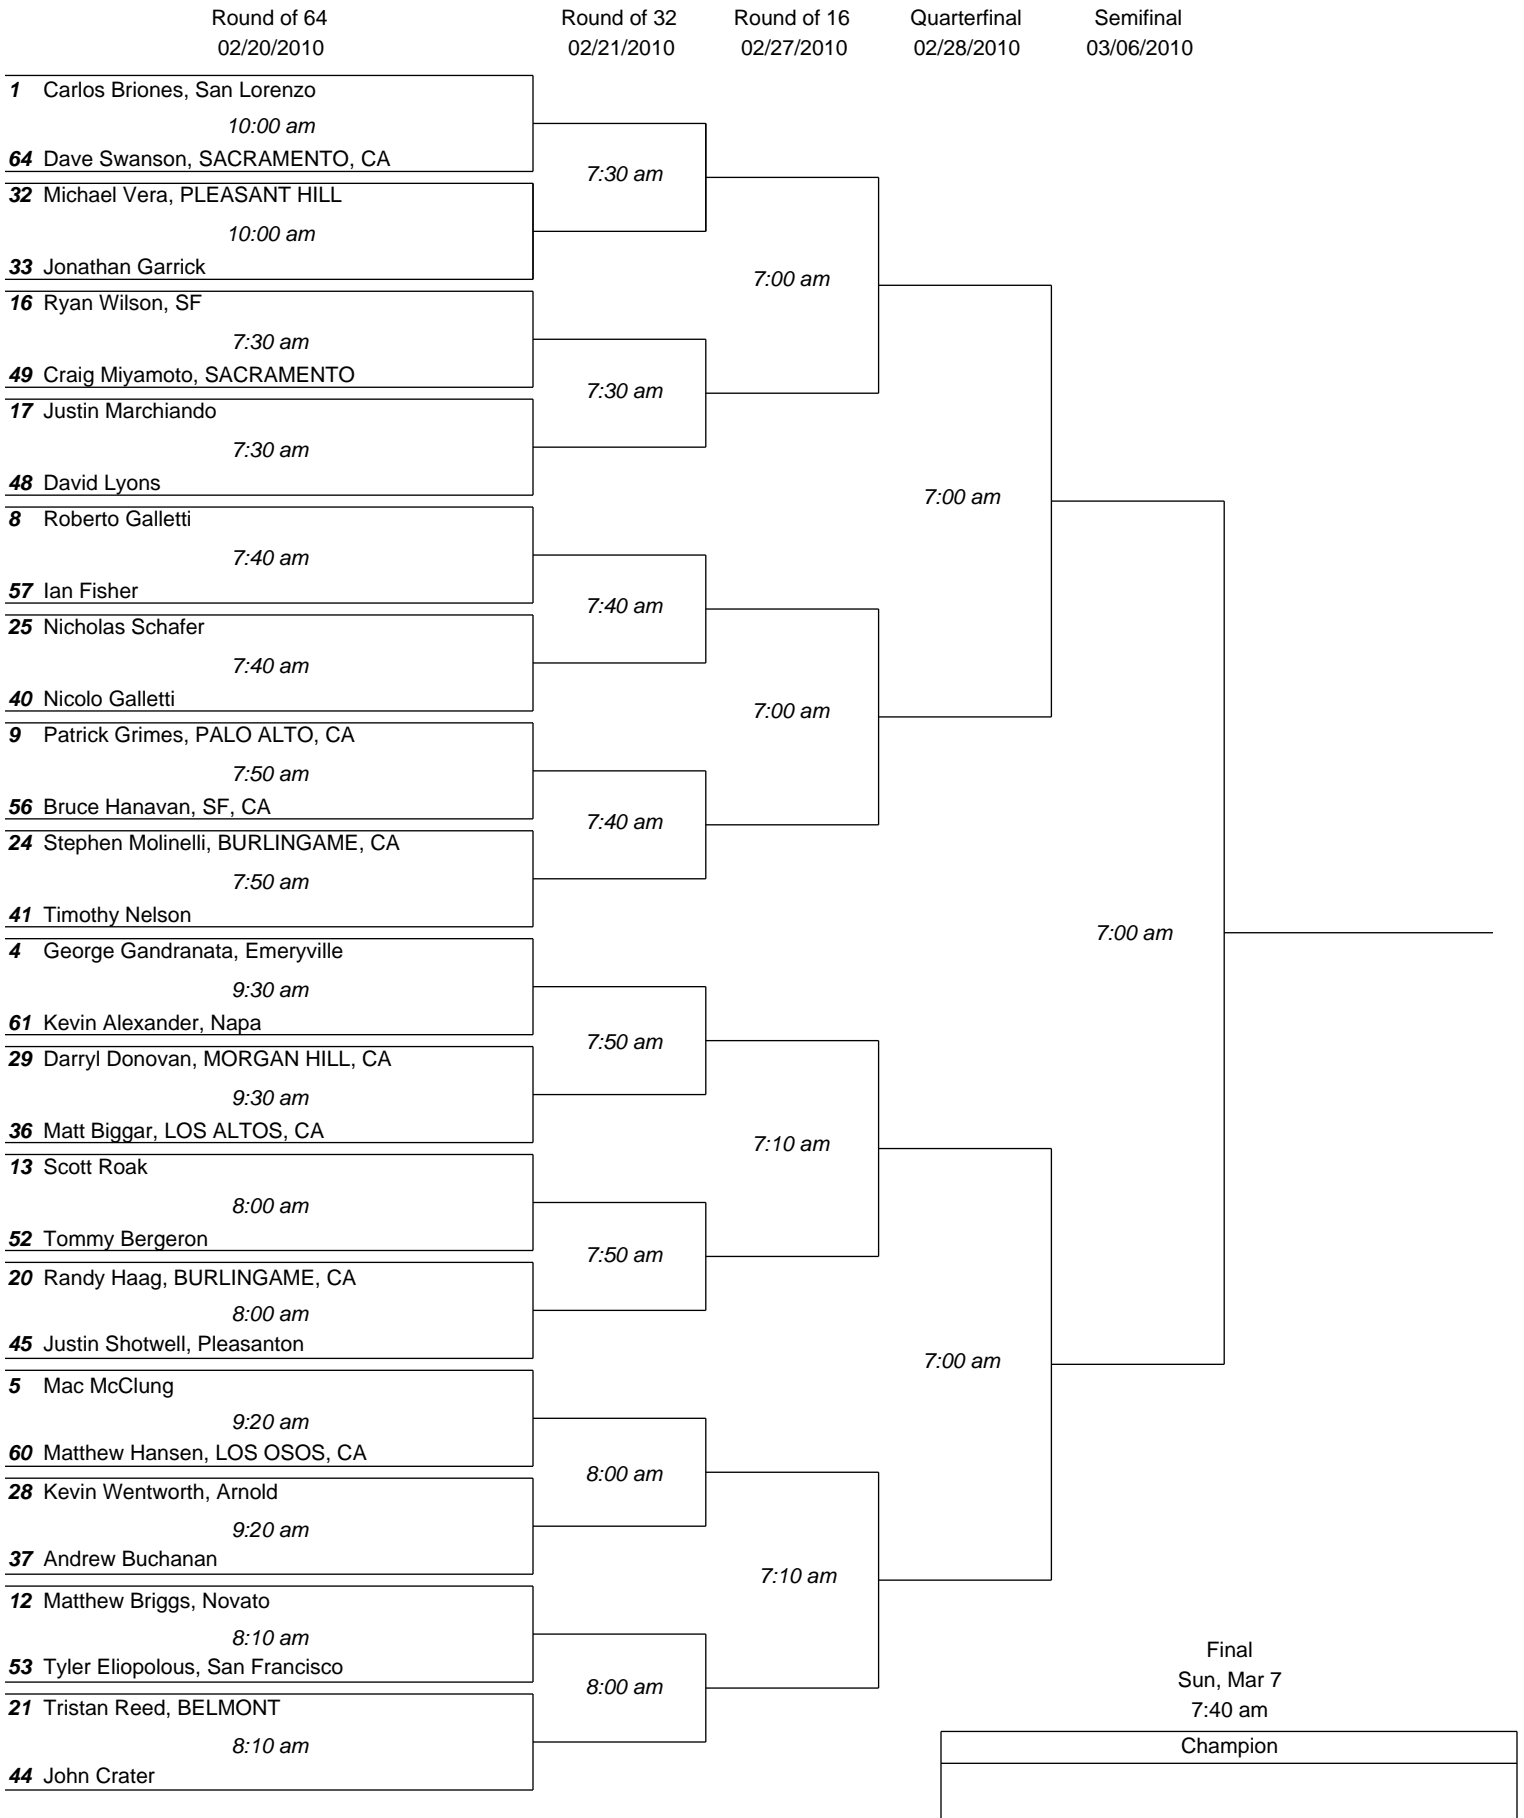 Round of 64 Round of 32 Round of 16 Quarterfinal Semifinal
02/20/2010 02/21/2010 02/27/2010 02/28/2010 03/06/2010
1 Carlos Briones, San Lorenzo
10:00 am
64 Dave Swanson, SACRAMENTO, CA
7:30 am
32 Michael Vera, PLEASANT HILL
10:00 am
33 Jonathan Garrick
7:00 am
16 Ryan Wilson, SF
7:30 am
49 Craig Miyamoto, SACRAMENTO
7:30 am
17 Justin Marchiando
7:30 am
48 David Lyons
7:00 am
8 Roberto Galletti
7:40 am
57 Ian Fisher
7:40 am
25 Nicholas Schafer
7:40 am
40 Nicolo Galletti
7:00 am
9 Patrick Grimes, PALO ALTO, CA
7:50 am
56 Bruce Hanavan, SF, CA
7:40 am
24 Stephen Molinelli, BURLINGAME, CA
7:50 am
41 Timothy Nelson
7:00 am
4 George Gandranata, Emeryville
9:30 am
61 Kevin Alexander, Napa
7:50 am
29 Darryl Donovan, MORGAN HILL, CA
9:30 am
36 Matt Biggar, LOS ALTOS, CA
7:10 am
13 Scott Roak
8:00 am
52 Tommy Bergeron
7:50 am
20 Randy Haag, BURLINGAME, CA
8:00 am
45 Justin Shotwell, Pleasanton
7:00 am
5 Mac McClung
9:20 am
60 Matthew Hansen, LOS OSOS, CA
8:00 am
28 Kevin Wentworth, Arnold
9:20 am
37 Andrew Buchanan
7:10 am
12 Matthew Briggs, Novato
8:10 am
53 Tyler Eliopolous, San Francisco
8:00 am
21 Tristan Reed, BELMONT
8:10 am
44 John Crater
Final
Sun, Mar 7
7:40 am
Champion